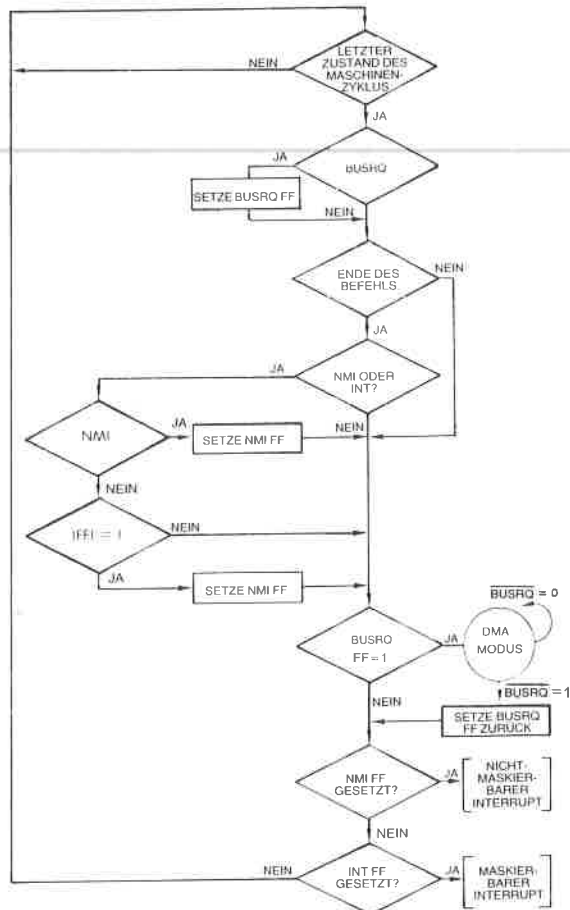 LETZTER
ZUSTAND DES
MASCHINEN-
ZYKLUS
NEIN
JA
BUSRQ
JA
SETZE BUSRQ FF
NEIN
ENDE DES
BEFEHLS
NEIN
JA
NMI ODER
INT?
JA
NEIN
NMI
JA
SETZE NMI FF
NEIN
IFFI = I
NEIN
JA
SETZE NMI FF
BUSRQ
FF = 1
JA
DMA
MODUS
BUSRQ = 0
BUSRQ = 1
NEIN
SETZE BUSRQ
FF ZURÜCK
NMI FF
GESETZT?
JA
NICHT-
MASKIER-
BARER
INTERRUPT
NEIN
INT FF
GESETZT?
NEIN
JA
MASKIER-
BARER
INTERRUPT